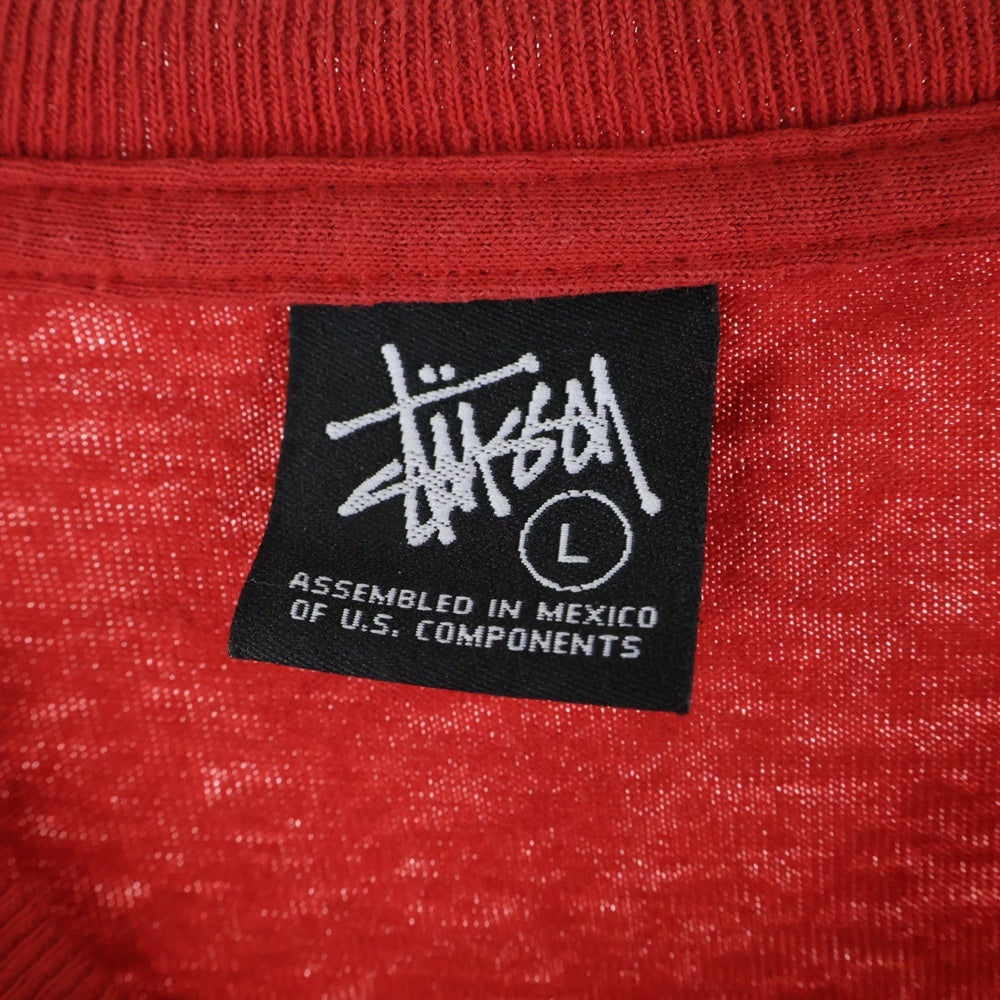 Stüssy
L
ASSEMBLED IN MEXICO
OF U.S. COMPONENTS